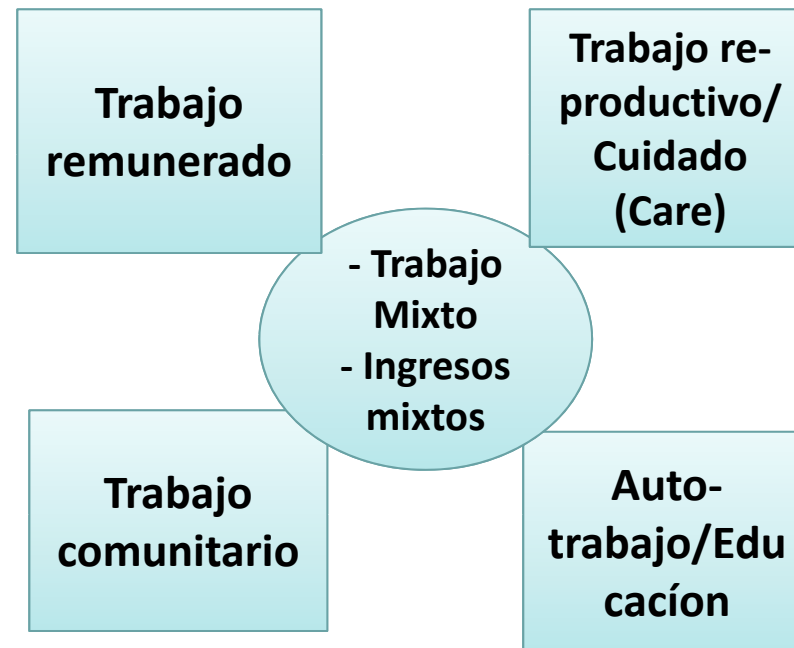 Trabajo
remunerado
Trabajo re-
productivo/
Cuidado
(Care)
- Trabajo
Mixto
- Ingresos
mixtos
Trabajo
comunitario
Auto-
trabajo/Edu
cacíon